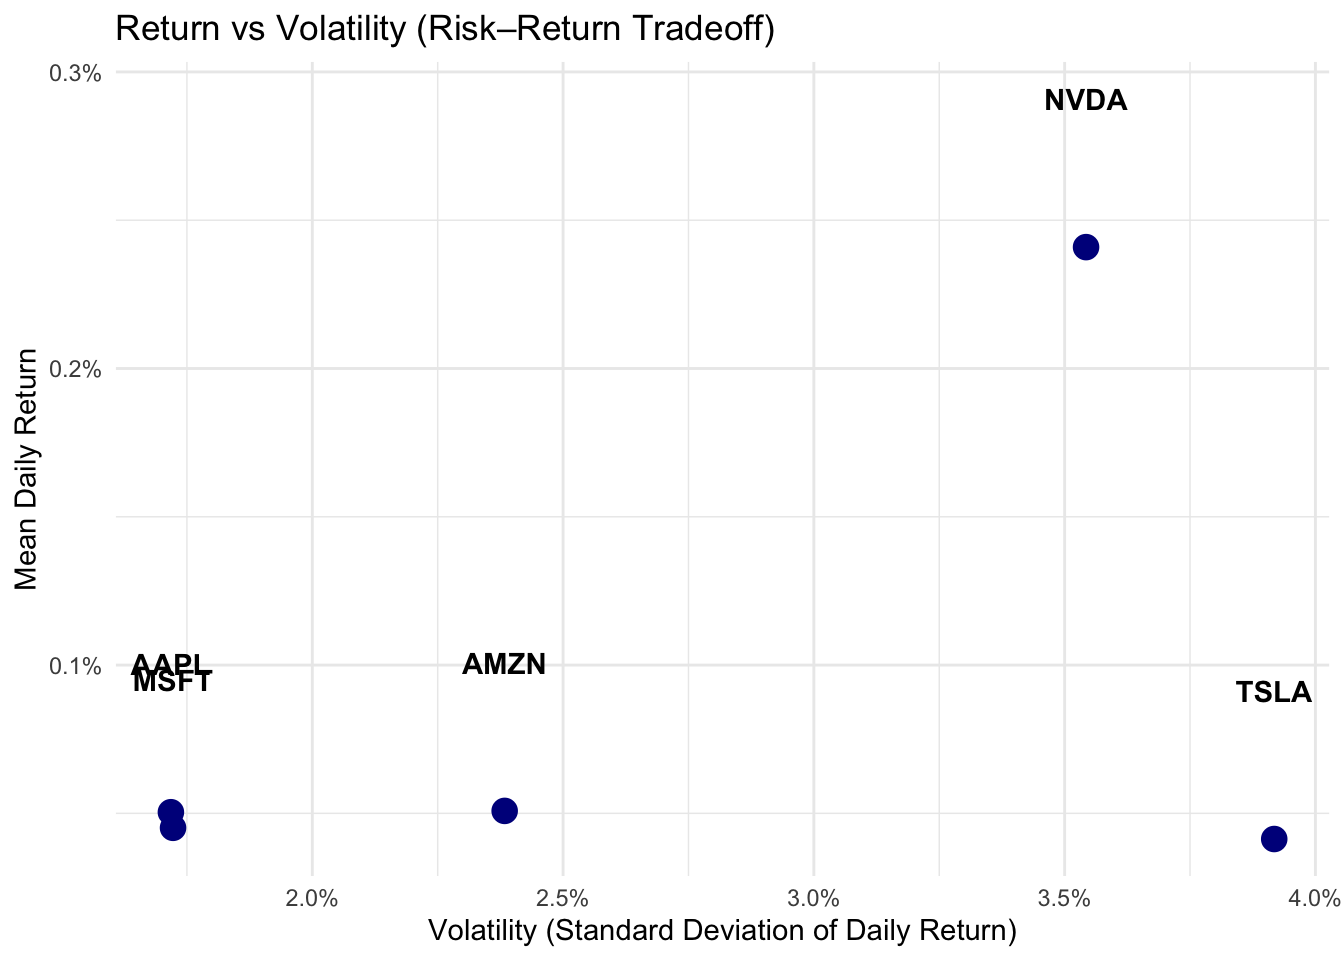 Return vs Volatility (Risk–Return Tradeoff)
0.3%
NVDA
0.2%
Mean Daily Return
AAPL
MSFT
AMZN
0.1%
TSLA
2.0%
2.5%
3.0%
3.5%
4.0%
Volatility (Standard Deviation of Daily Return)